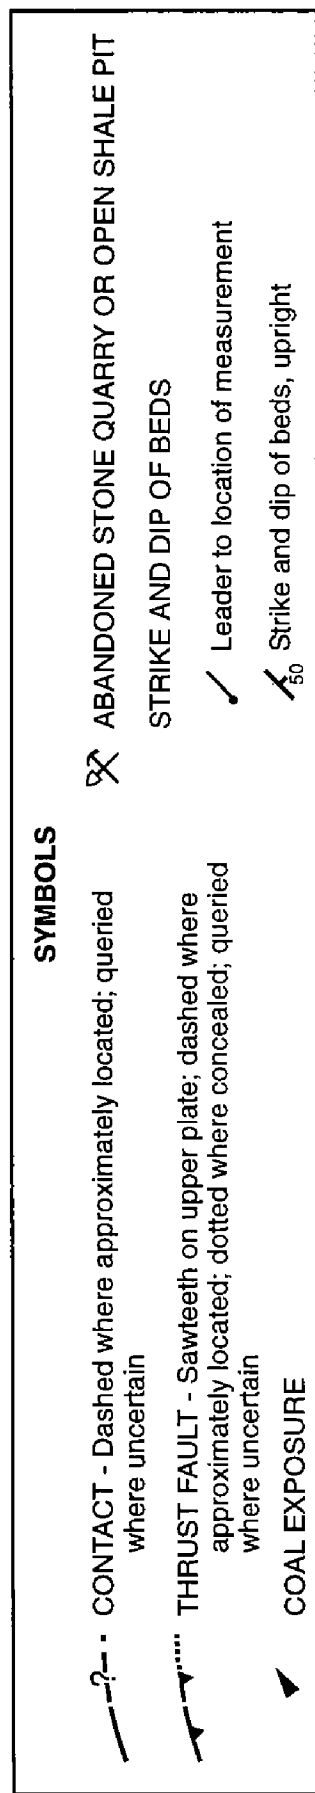 SYMBOLS
-?- CONTACT - Dashed where approximately located; queried
where uncertain
THRUST FAULT - Sawteeth on upper plate; dashed where
approximately located; dotted where concealed; queried
where uncertain
COAL EXPOSURE
ABANDONED STONE QUARRY OR OPEN SHALE PIT
STRIKE AND DIP OF BEDS
Leader to location of measurement
50 Strike and dip of beds, upright